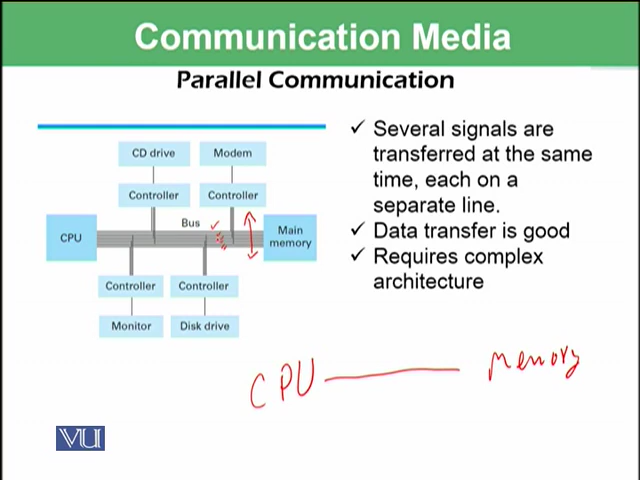 Communication Media
Parallel Communication
CD drive
Modem
Controller
Controller
Bus
CPU
Main
memory
Controller
Controller
Monitor
Disk drive
✓ Several signals are
transferred at the same
time, each on a
separate line.
✓ Data transfer is good
✓ Requires complex
architecture
CPU
Memory
VU